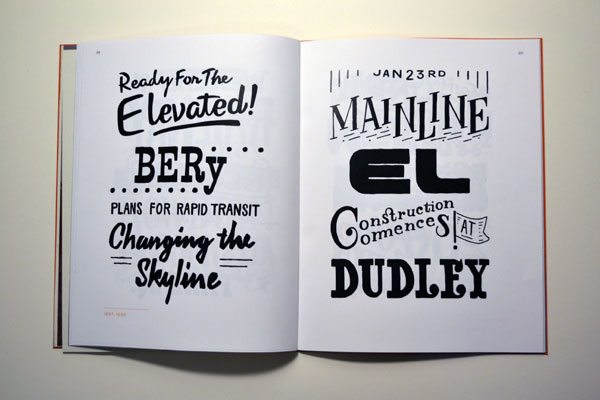 Ready For The
Elevated!
BERy
PLANS FOR RAPID TRANSIT
Changing the
Skyline
JAN 23RD
MAINLINE
EL
Construction
Commences! AT
DUDLEY